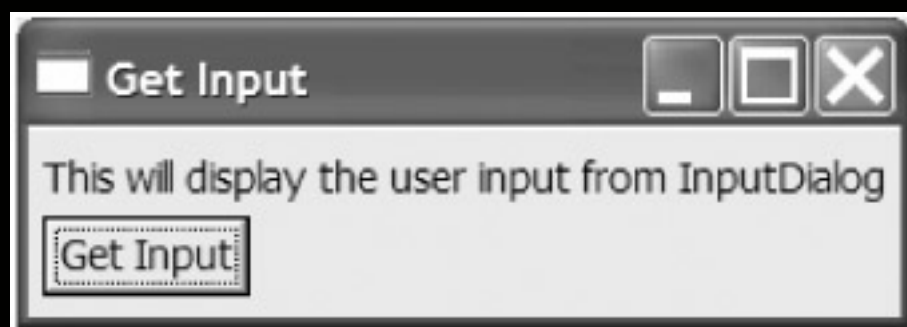 Get Input
This will display the user input from InputDialog
Get Input